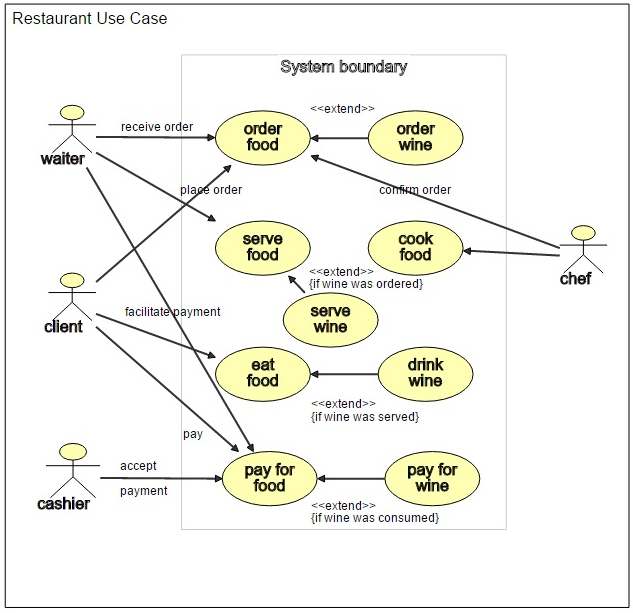 Restaurant Use Case
System boundary
<<extend>>
receive order
order
food
order
wine
waiter
place order
confirm order
serve
food
cook
food
<<extend>>
{if wine was ordered}
chef
facilitate payment
serve
wine
client
eat
food
drink
wine
<<extend>>
{if wine was served}
pay
accept
payment
pay for
food
pay for
wine
cashier
<<extend>>
{if wine was consumed}